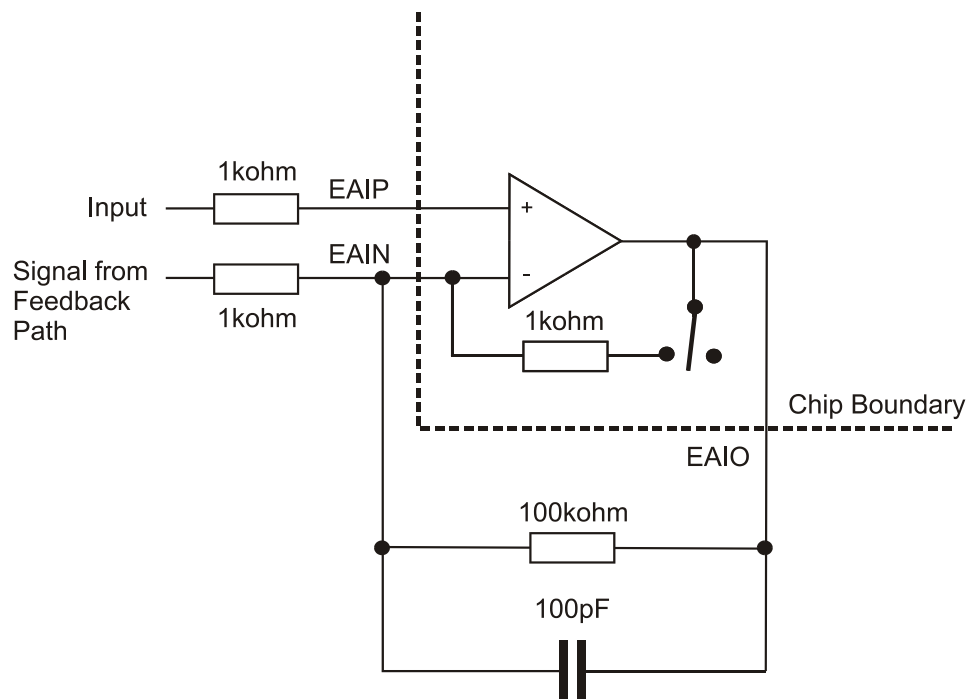 1kohm
EAIP
Input
+
EAIN
Signal from
Feedback
Path
-
1kohm
1kohm
Chip Boundary
EAIO
100kohm
100pF